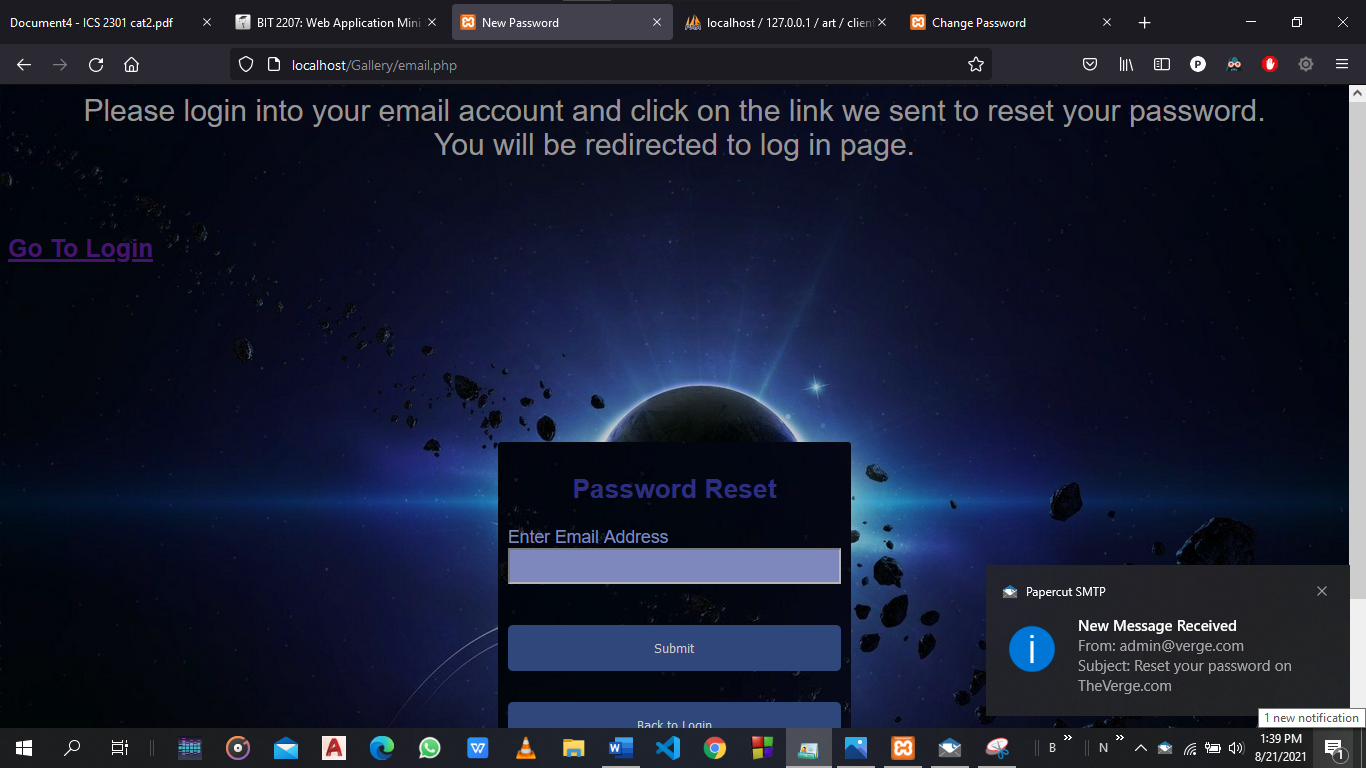 Document4 - ICS 2301 cat2.pdf
BIT 2207: Web Application Mini
New Password
localhost / 127.0.0.1 / art / client
Change Password
localhost/Gallery/email.php
P
Please login into your email account and click on the link we sent to reset your password.
You will be redirected to log in page.
Go To Login
Password Reset
Enter Email Address
Submit
Back to Login
Papercut SMTP
New Message Received
From: admin@verge.com
Subject: Reset your password on
TheVerge.com
1 new notification
B
N
1:39 PM
8/21/2021
1